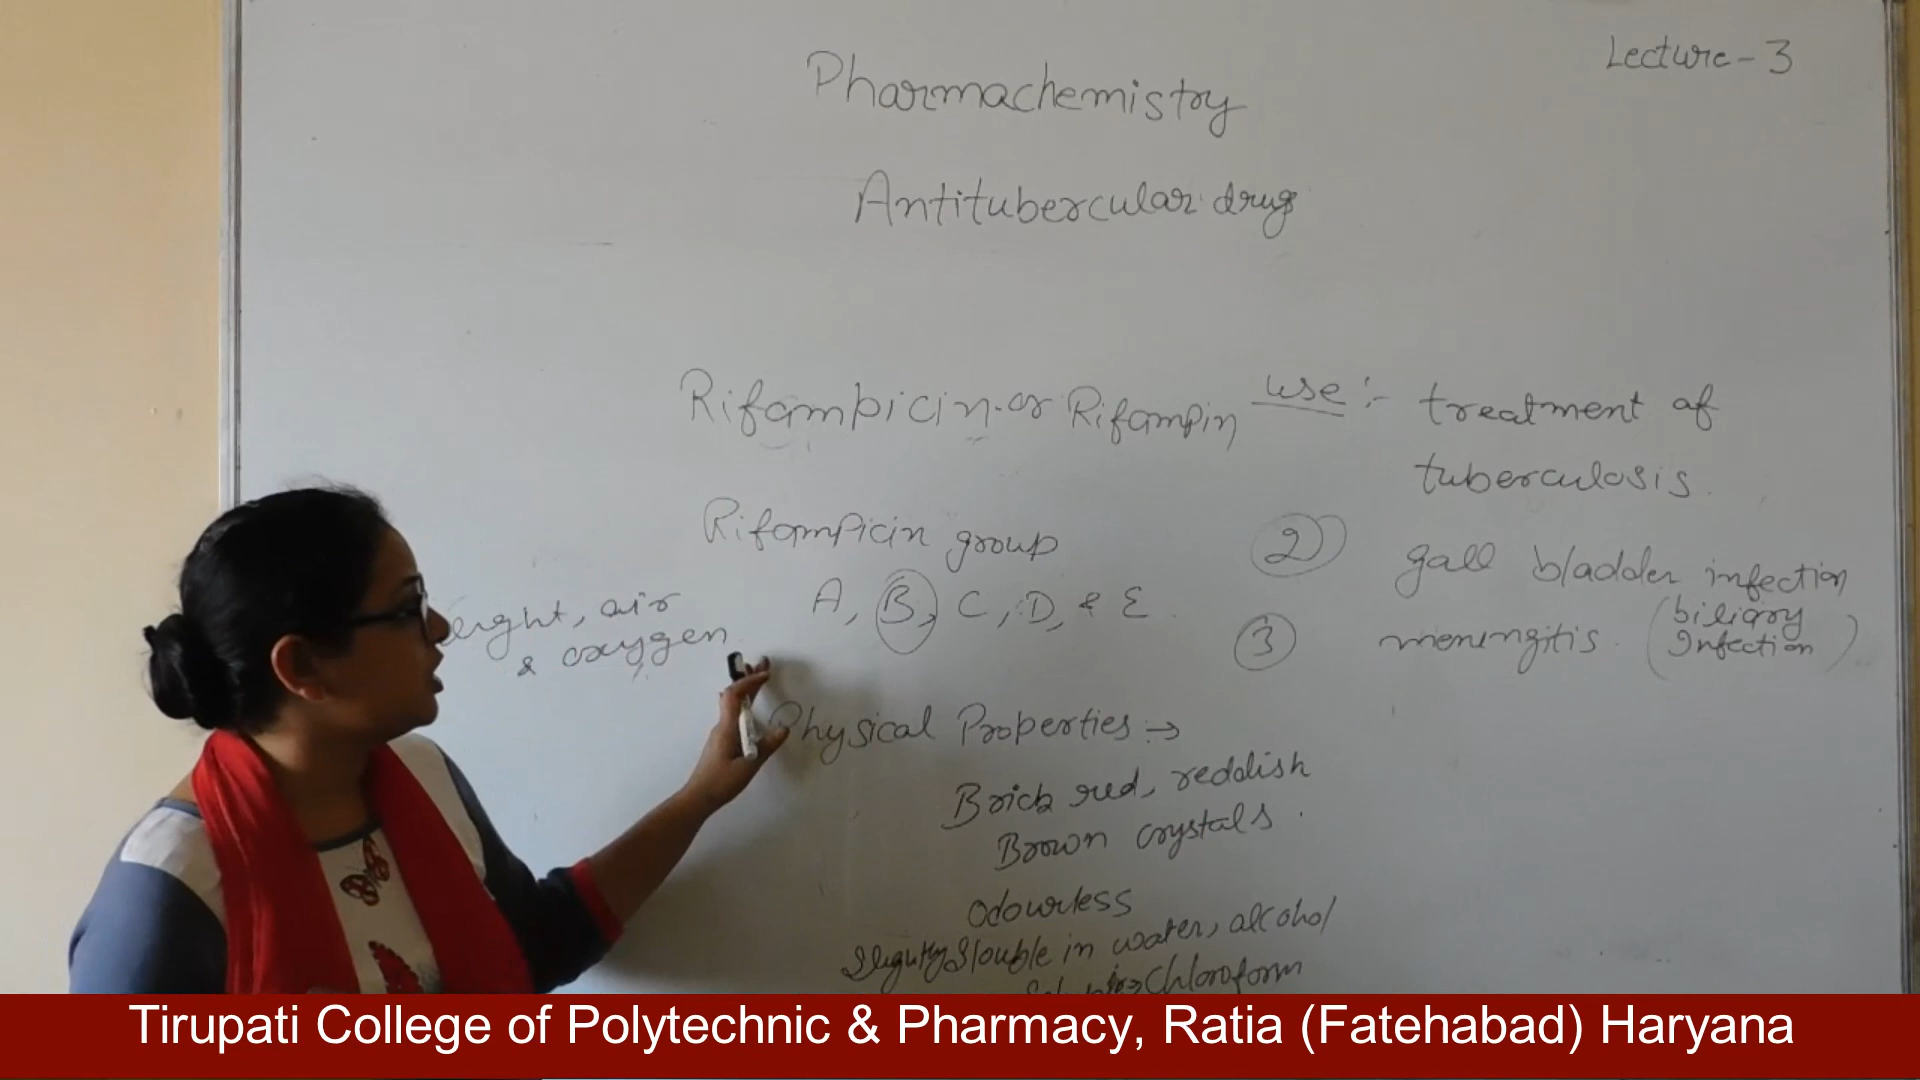 Lecture - 3
Pharmachemistry
Antitubercular drug
Rifampicin or Rifampin use :- treatment of
tuberculosis.
Rifampicin group
A, B, C, D, & E
2) gall bladder infection
(biliary
Infection)
3 meningitis.
light, air
& oxygen
Physical Properties →
Brick red, reddish
Brown crystals.
Odourless
Slighty Slouble in water, alcohol
Chloroform
Tirupati College of Polytechnic & Pharmacy, Ratia (Fatehabad) Haryana